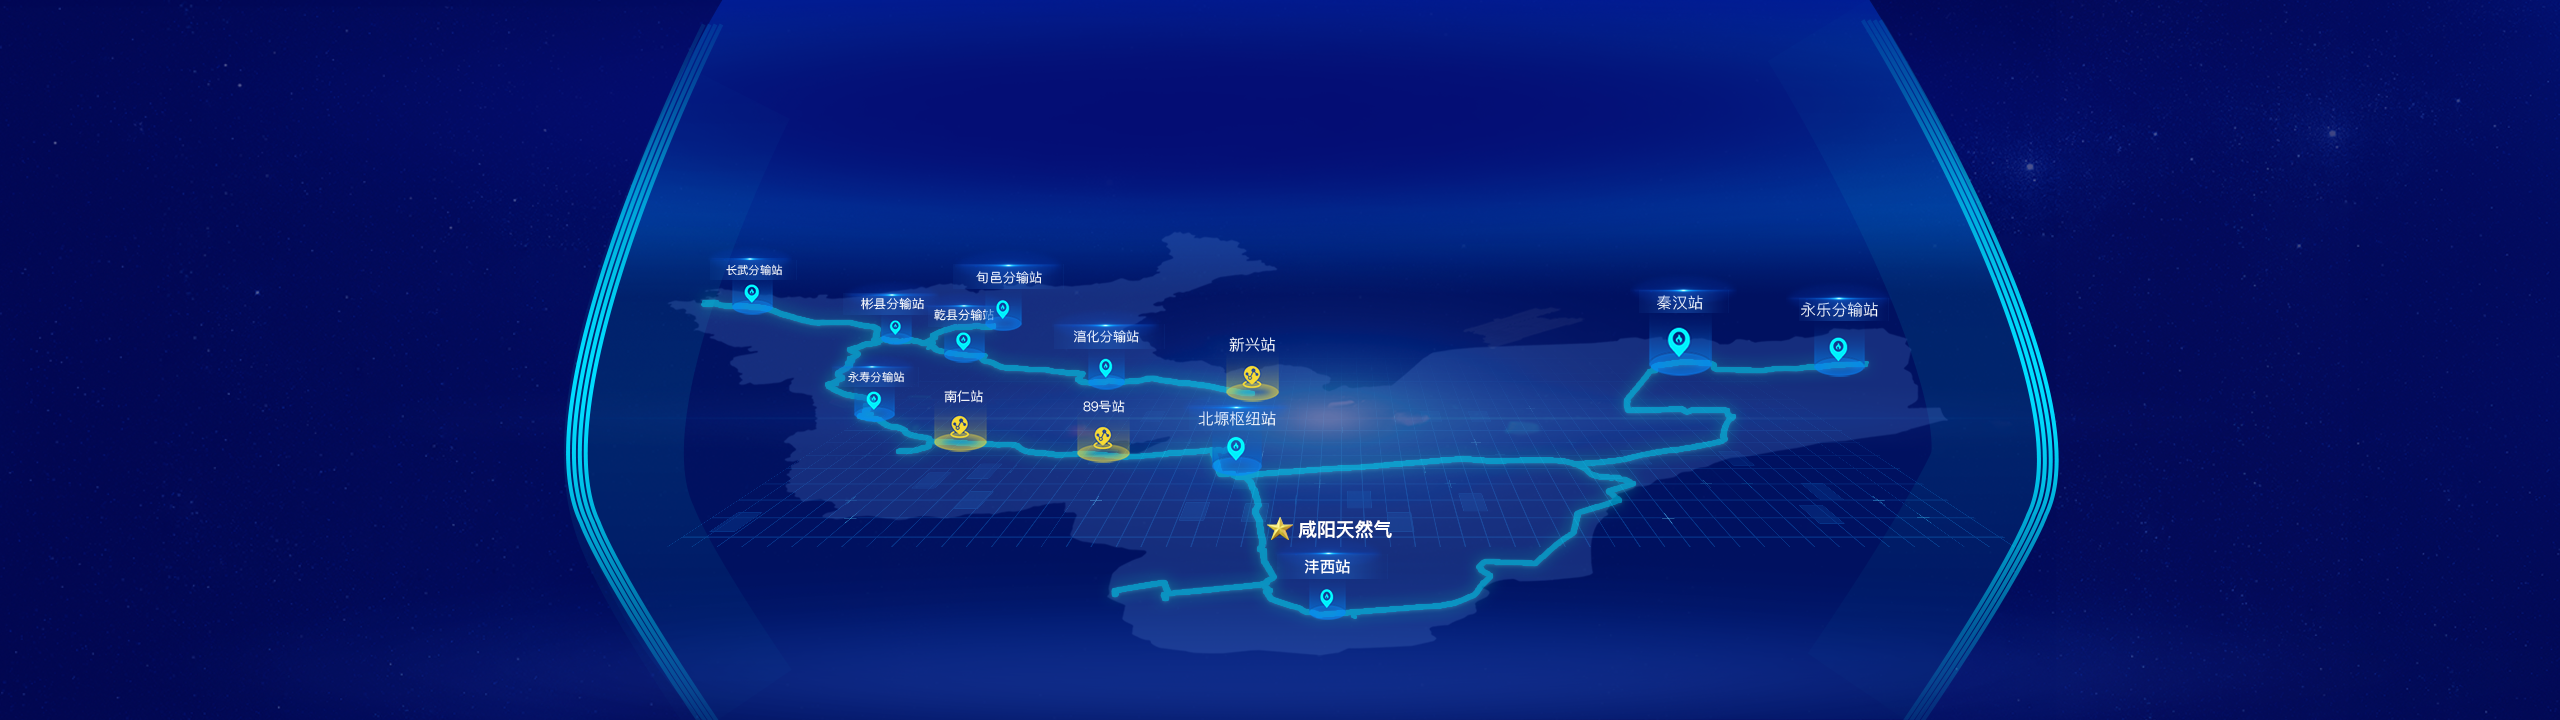 长武分输站
旬邑分输站
彬县分输站
乾县分输站
秦汉站
永乐分输站
淐化分输站
新兴站
永寿分输站
南仁站
89号站
北塬枢纽站
咸阳天然气
沣西站